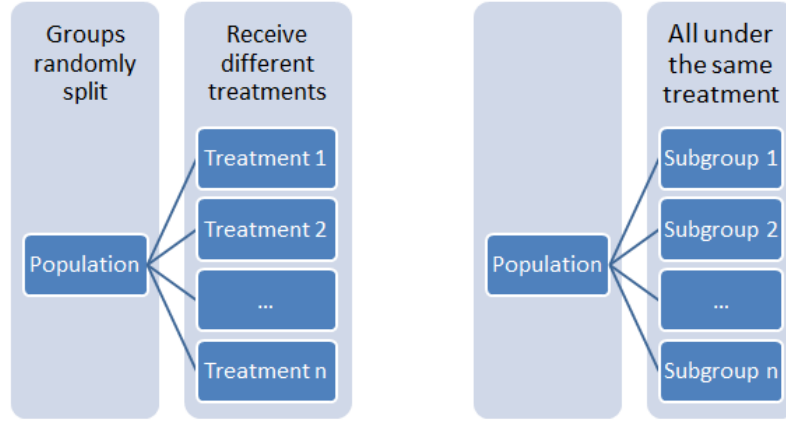 Groups
randomly
split
Receive
different
treatments
Population
Treatment 1
Treatment 2
...
Treatment n
All under
the same
treatment
Population
Subgroup 1
Subgroup 2
...
Subgroup n